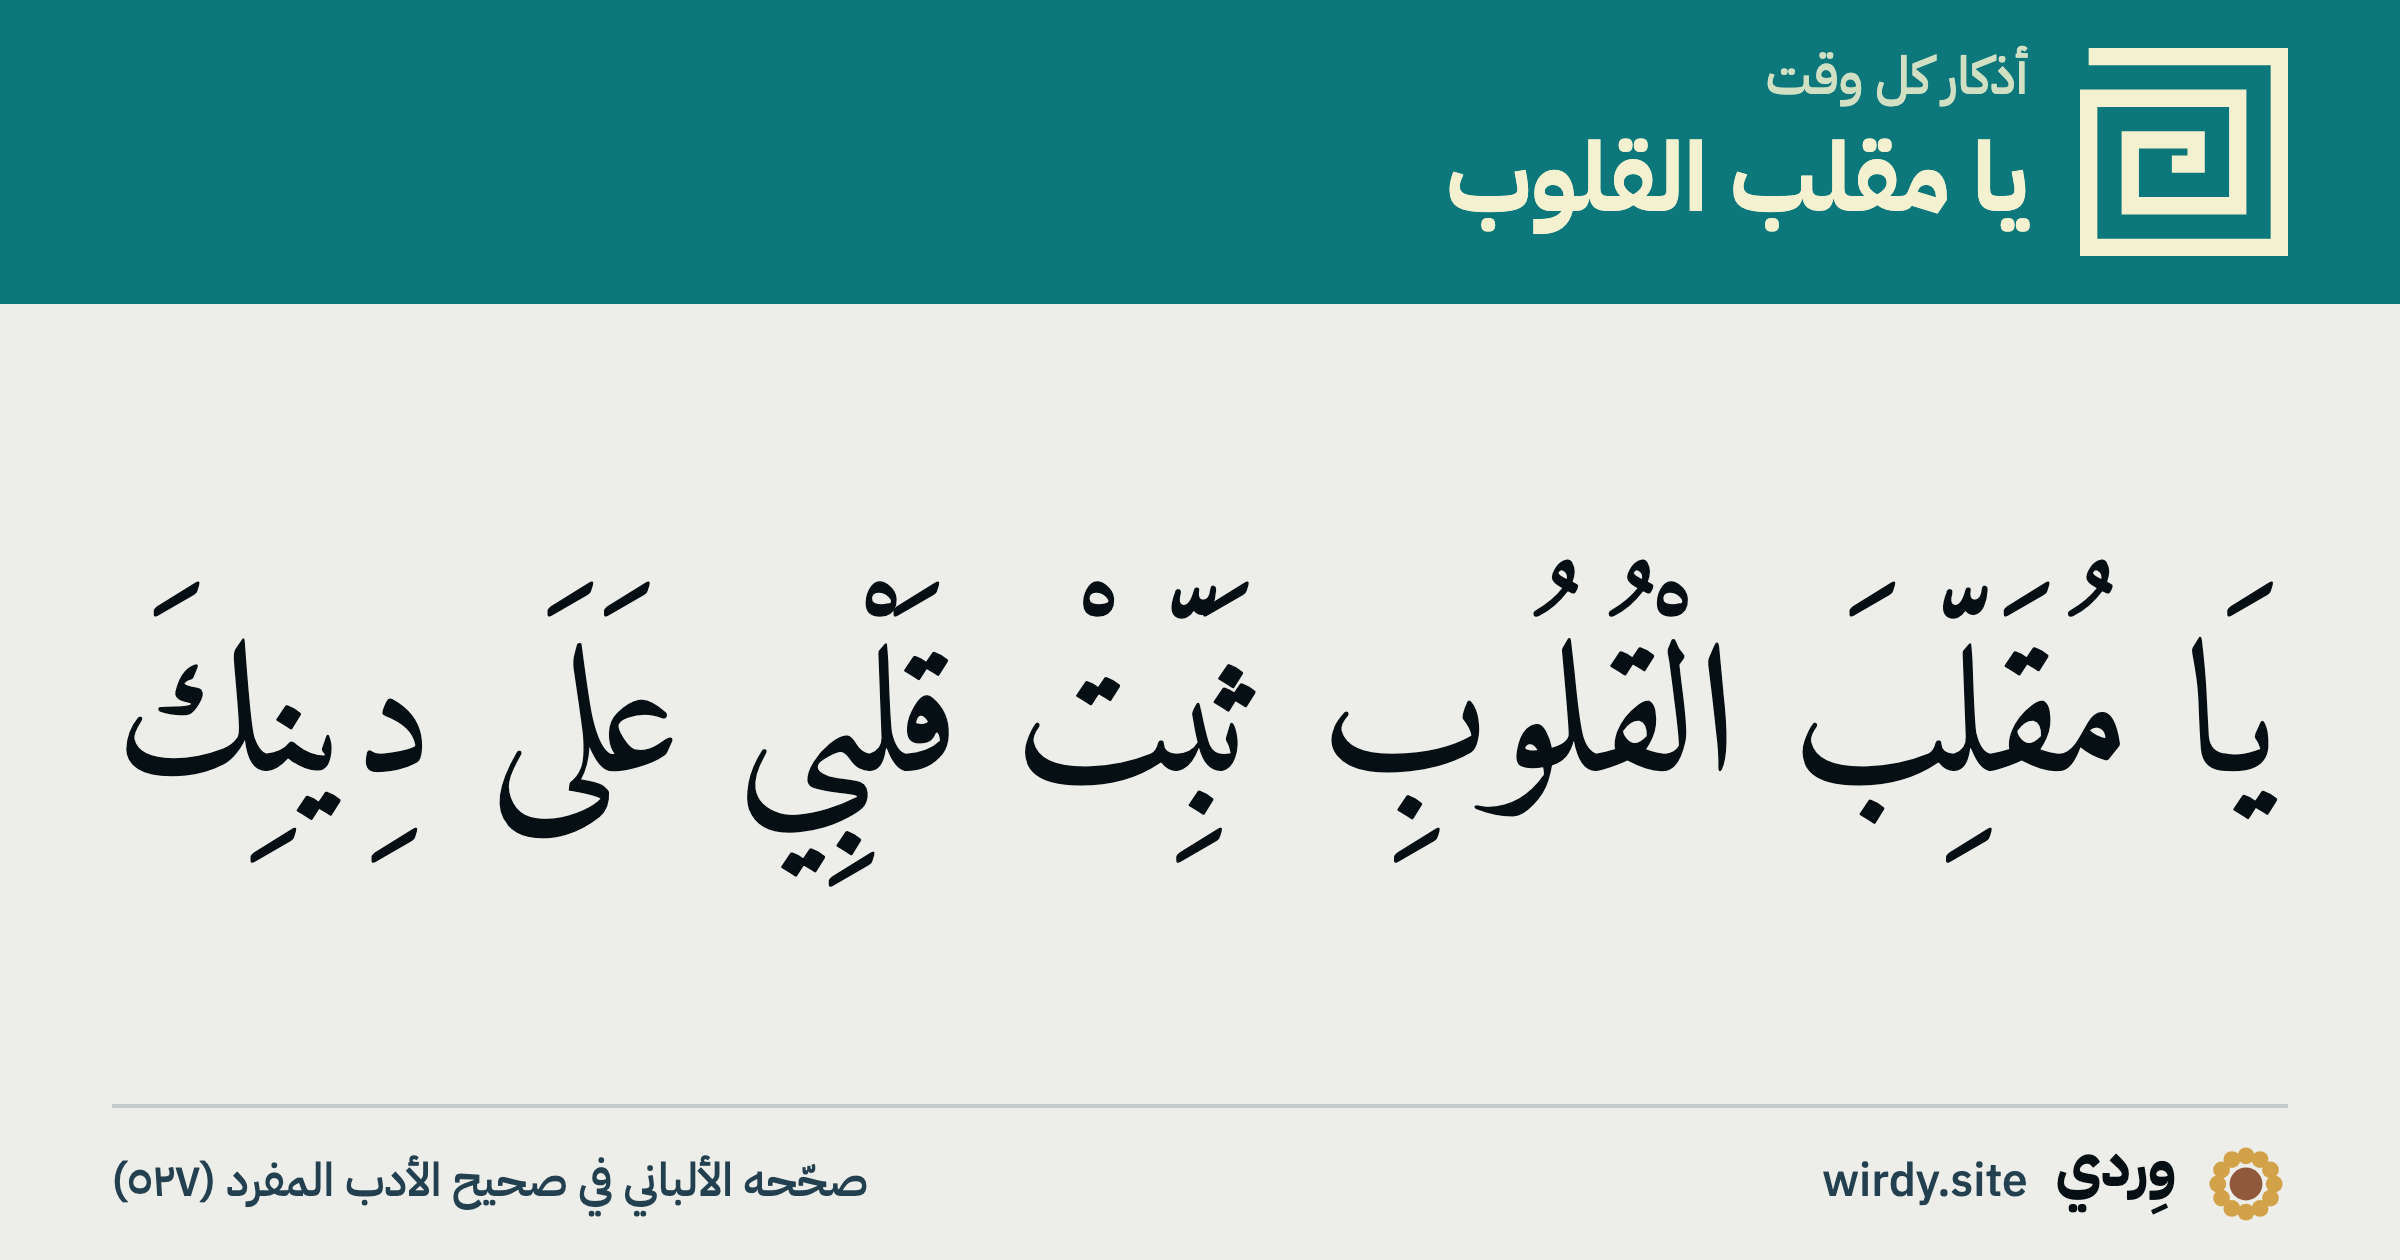 أذكار كل وقت
يا مقلب القلوب
يَا مُقَلِّبَ الْقُلُوبِ ثَبِّتْ قَلْبِي عَلَى دِينِكَ
وِردي wirdy.site
صحّحه الألباني في صحيح الأدب المفرد (٥٢٧)